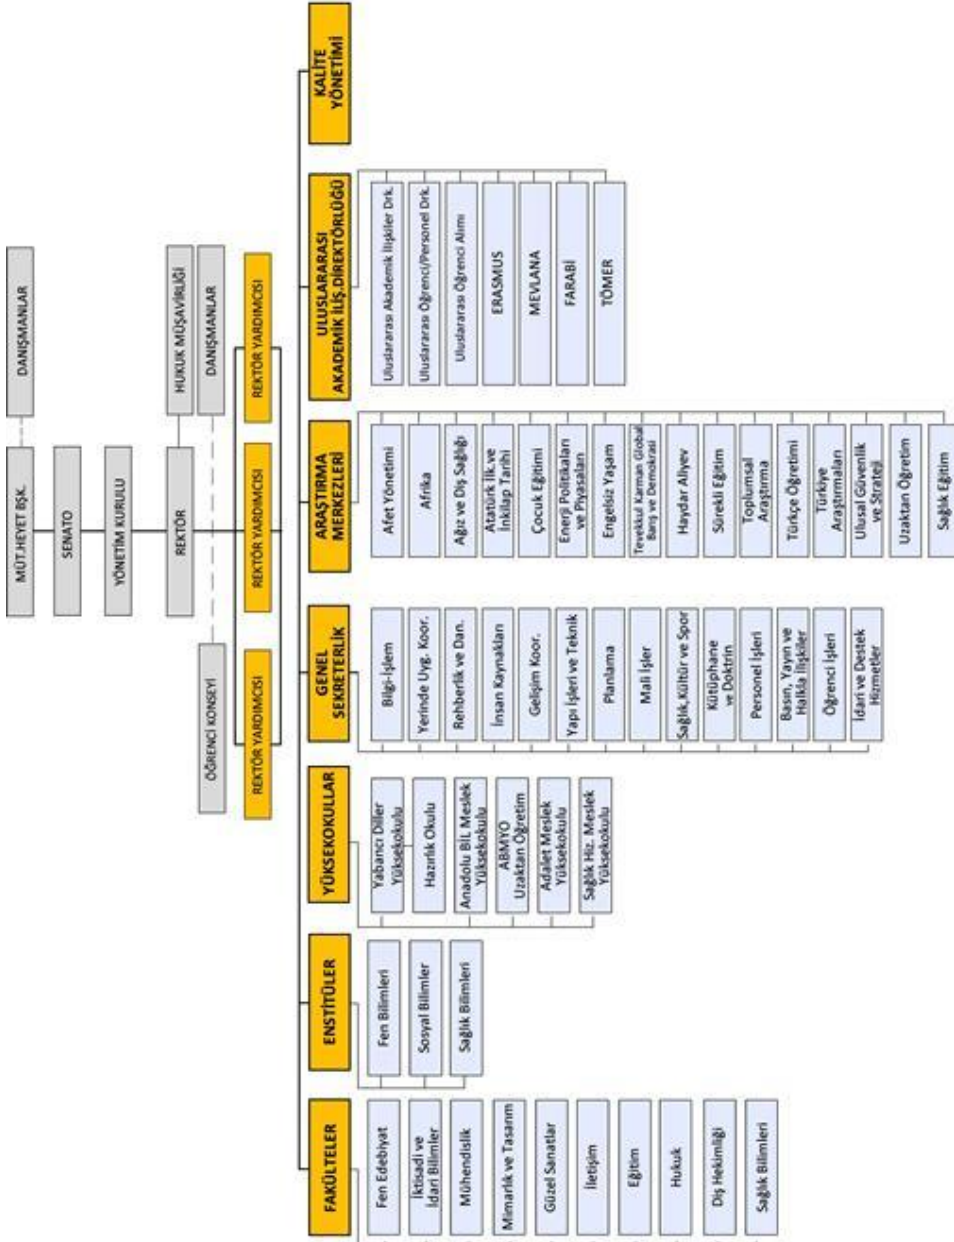 MÜT.HEYET BŞK.
DANIŞMANLAR
SENATO
YÖNETİM KURULU
REKTÖR
HUKUK MÜŞAVİRLİĞİ
ÖĞRENCİ KONSEYİ
DANIŞMANLAR
REKTÖR YARDIMCISI
REKTÖR YARDIMCISI
REKTÖR YARDIMCISI
FAKÜLTELER
Fen Edebiyat
İktisadi ve
İdari Bilimler
Mühendislik
Mimarlık ve Tasarım
Güzel Sanatlar
İletişim
Eğitim
Hukuk
Diş Hekimliği
Sağlık Bilimleri
ENSTİTÜLER
Fen Bilimleri
Sosyal Bilimler
Sağlık Bilimleri
YÜKSEKOKULLAR
Yabancı Diller
Yüksekokulu
Hazırlık Okulu
Anadolu BİL Meslek
Yüksekokulu
ABMYO
Uzaktan Öğretim
Adalet Meslek
Yüksekokulu
Sağlık Hiz. Meslek
Yüksekokulu
GENEL
SEKRETERLİK
Bilgi-İşlem
Yerinde Uyg. Koor.
Rehberlik ve Dan.
İnsan Kaynakları
Gelişim Koor.
Yapı İşleri ve Teknik
Planlama
Mali İşler
Sağlık,Kültür ve Spor
Kütüphane
ve Doktrin
Personel İşleri
Basın, Yayın ve
Halkla İlişkiler
Öğrenci İşleri
İdari ve Destek
Hizmetler
ARAŞTIRMA
MERKEZLERİ
Afet Yönetimi
Afrika
Ağız ve Diş Sağlığı
Atatürk İlk.ve
İnkilap Tarihi
Çocuk Eğitimi
Enerji Politikaları
ve Piyasaları
Engelsiz Yaşam
Tevekkul Karman Global
Barış ve Demokrasi
Haydar Aliyev
Sürekli Eğitim
Toplumsal
Araştırma
Türkçe Öğretimi
Türkiye
Araştırmaları
Ulusal Güvenlik
ve Strateji
Uzaktan Öğretim
Sağlık Eğitim
ULUSLARARASI
AKADEMİK İLİŞ.DİREKTÖRLÜĞÜ
Uluslararası Akademik İlişkiler Drk.
Uluslararası Öğrenci/Personel Drk.
Uluslararası Öğrenci Alımı
ERASMUS
MEVLANA
FARABİ
TÖMER
KALİTE
YÖNETİMİ